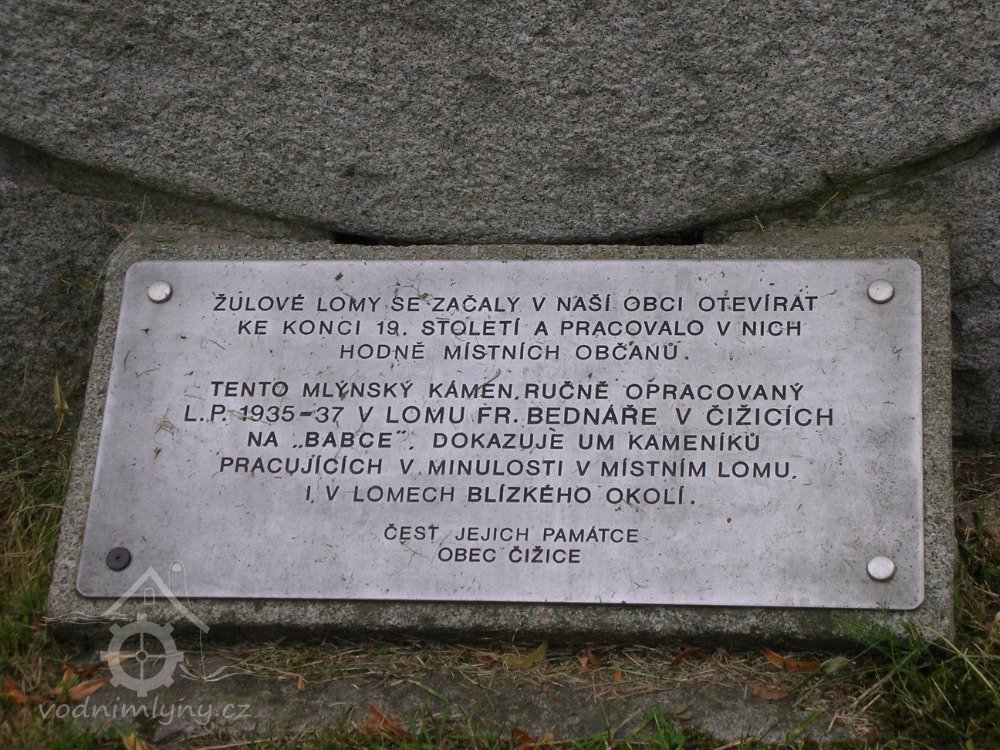 ŽULOVÉ LOMY SE ZAČALY V NAŠÍ OBCI OTEVÍRAT
KE KONCI 19. STOLETÍ A PRACOVALO V NICH
HODNĚ MÍSTNÍCH OBČANŮ.
TENTO MLÝNSKÝ KÁMEN, RUČNĚ OPRACOVANÝ
L.P. 1935-37 V LOMU FR. BEDNÁŘE V ČIŽICÍCH
NA „BABCE“, DOKAZUJE UM KAMENÍKŮ
PRACUJÍCÍCH V MINULOSTI V MÍSTNÍM LOMU,
I V LOMECH BLÍZKÉHO OKOLÍ.
ČEST JEJICH PAMÁTCE
OBEC ČIŽICE
vodnimlyny.cz